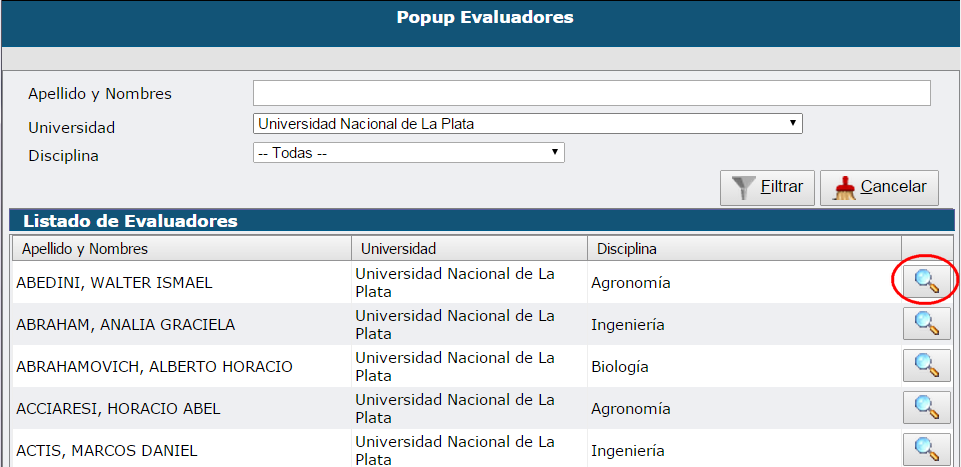 Popup Evaluadores
Apellido y Nombres
Universidad
Universidad Nacional de La Plata
Disciplina
-- Todas --
Filtrar
Cancelar
Listado de Evaluadores
Apellido y Nombres
Universidad
Disciplina
ABEDINI, WALTER ISMAEL
Universidad Nacional de La
Plata
Agronomía
ABRAHAM, ANALIA GRACIELA
Universidad Nacional de La
Plata
Ingeniería
ABRAHAMOVICH, ALBERTO HORACIO
Universidad Nacional de La
Plata
Biología
ACCIARESI, HORACIO ABEL
Universidad Nacional de La
Plata
Agronomía
ACTIS, MARCOS DANIEL
Universidad Nacional de La
Plata
Ingeniería